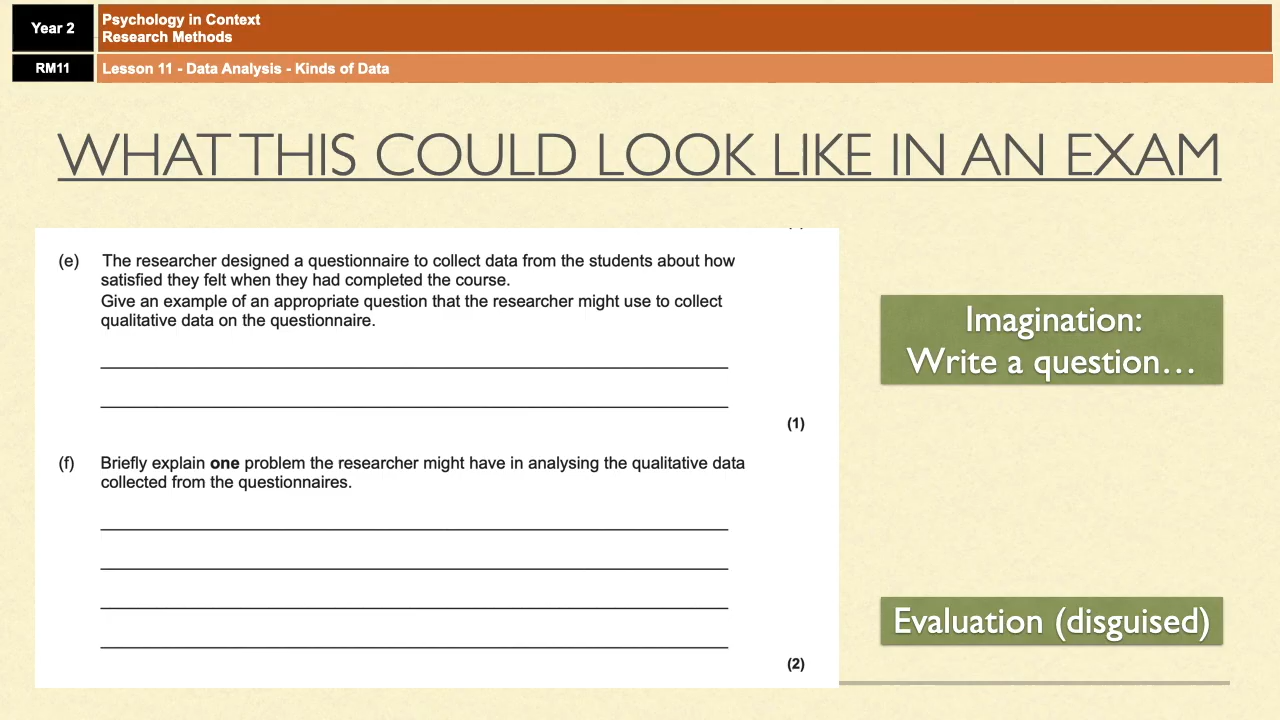 Year 2
Psychology in Context
Research Methods
RM11
Lesson 11 - Data Analysis - Kinds of Data
WHAT THIS COULD LOOK LIKE IN AN EXAM
(e) The researcher designed a questionnaire to collect data from the students about how
satisfied they felt when they had completed the course.
Give an example of an appropriate question that the researcher might use to collect
qualitative data on the questionnaire.
(1)
Imagination:
Write a question…
(f) Briefly explain one problem the researcher might have in analysing the qualitative data
collected from the questionnaires.
(2)
Evaluation (disguised)